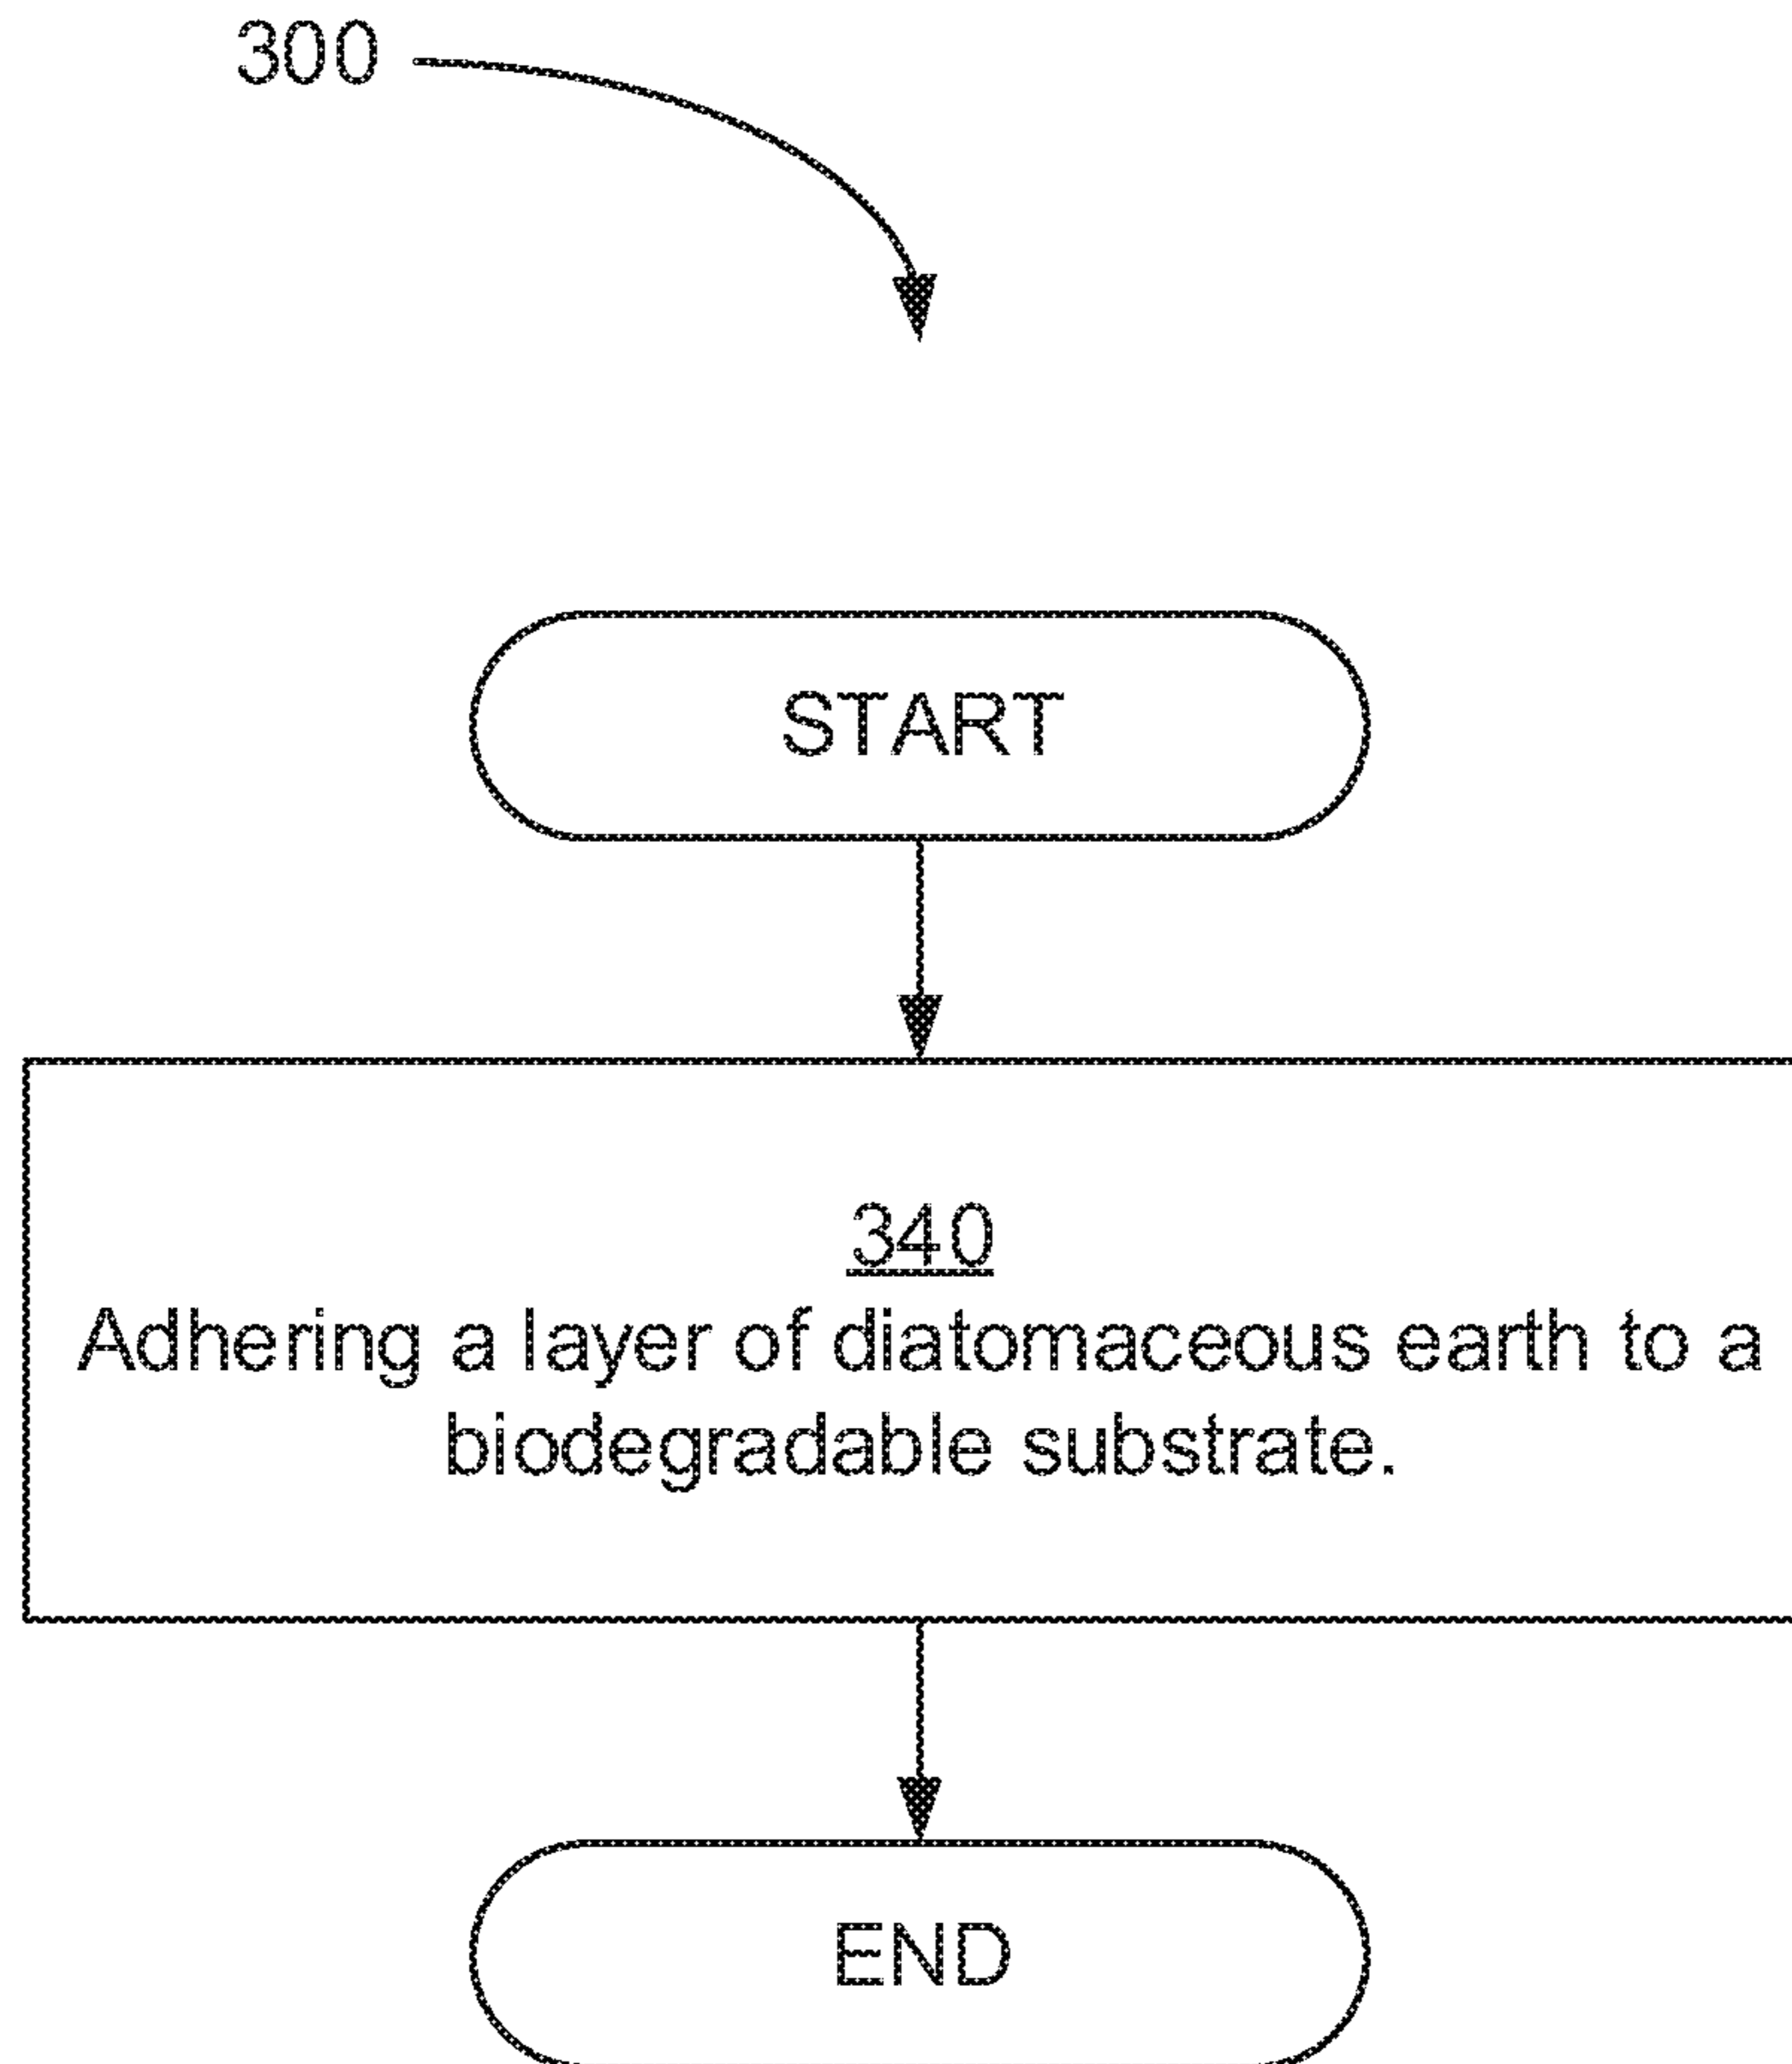 300
START
340
Adhering a layer of diatomaceous earth to a
biodegradable substrate.
END